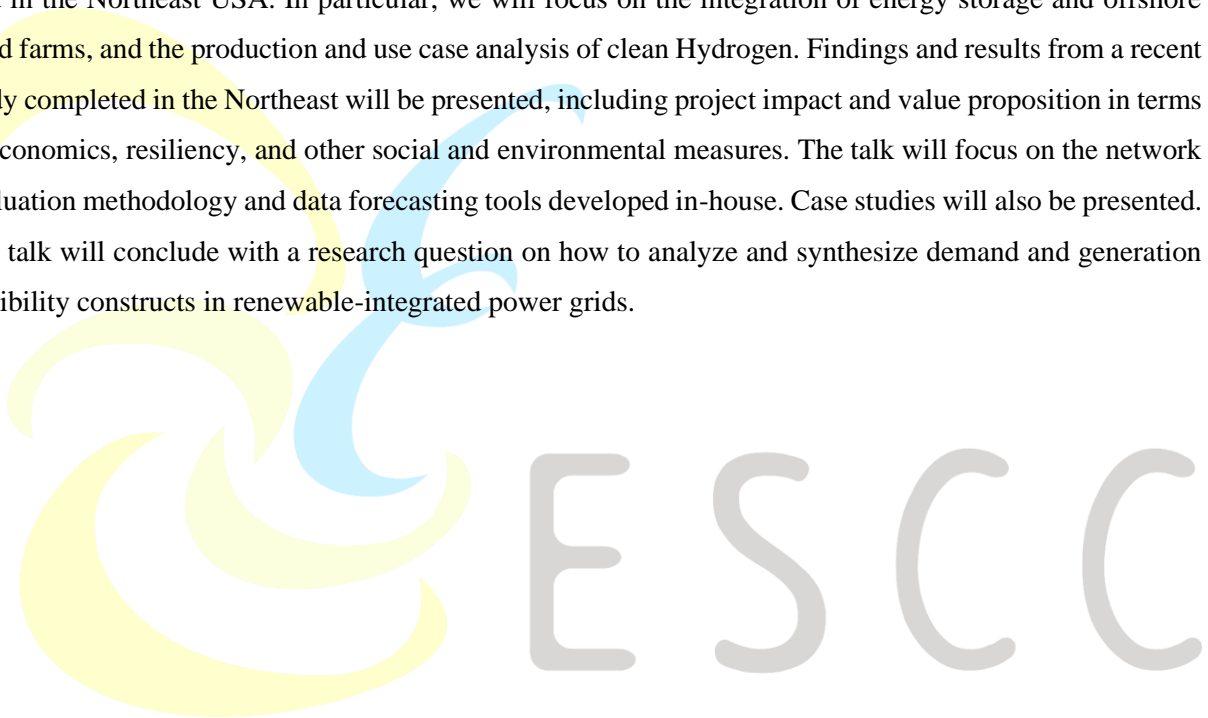 in the Northeast USA. In particular, we will focus on the integration of energy storage and offshore
farms, and the production and use case analysis of clean Hydrogen. Findings and results from a recent
completed in the Northeast will be presented, including project impact and value proposition in terms
economics, resiliency, and other social and environmental measures. The talk will focus on the network
methodology and data forecasting tools developed in-house. Case studies will also be presented.
talk will conclude with a research question on how to analyze and synthesize demand and generation
constructs in renewable-integrated power grids.
ESCC